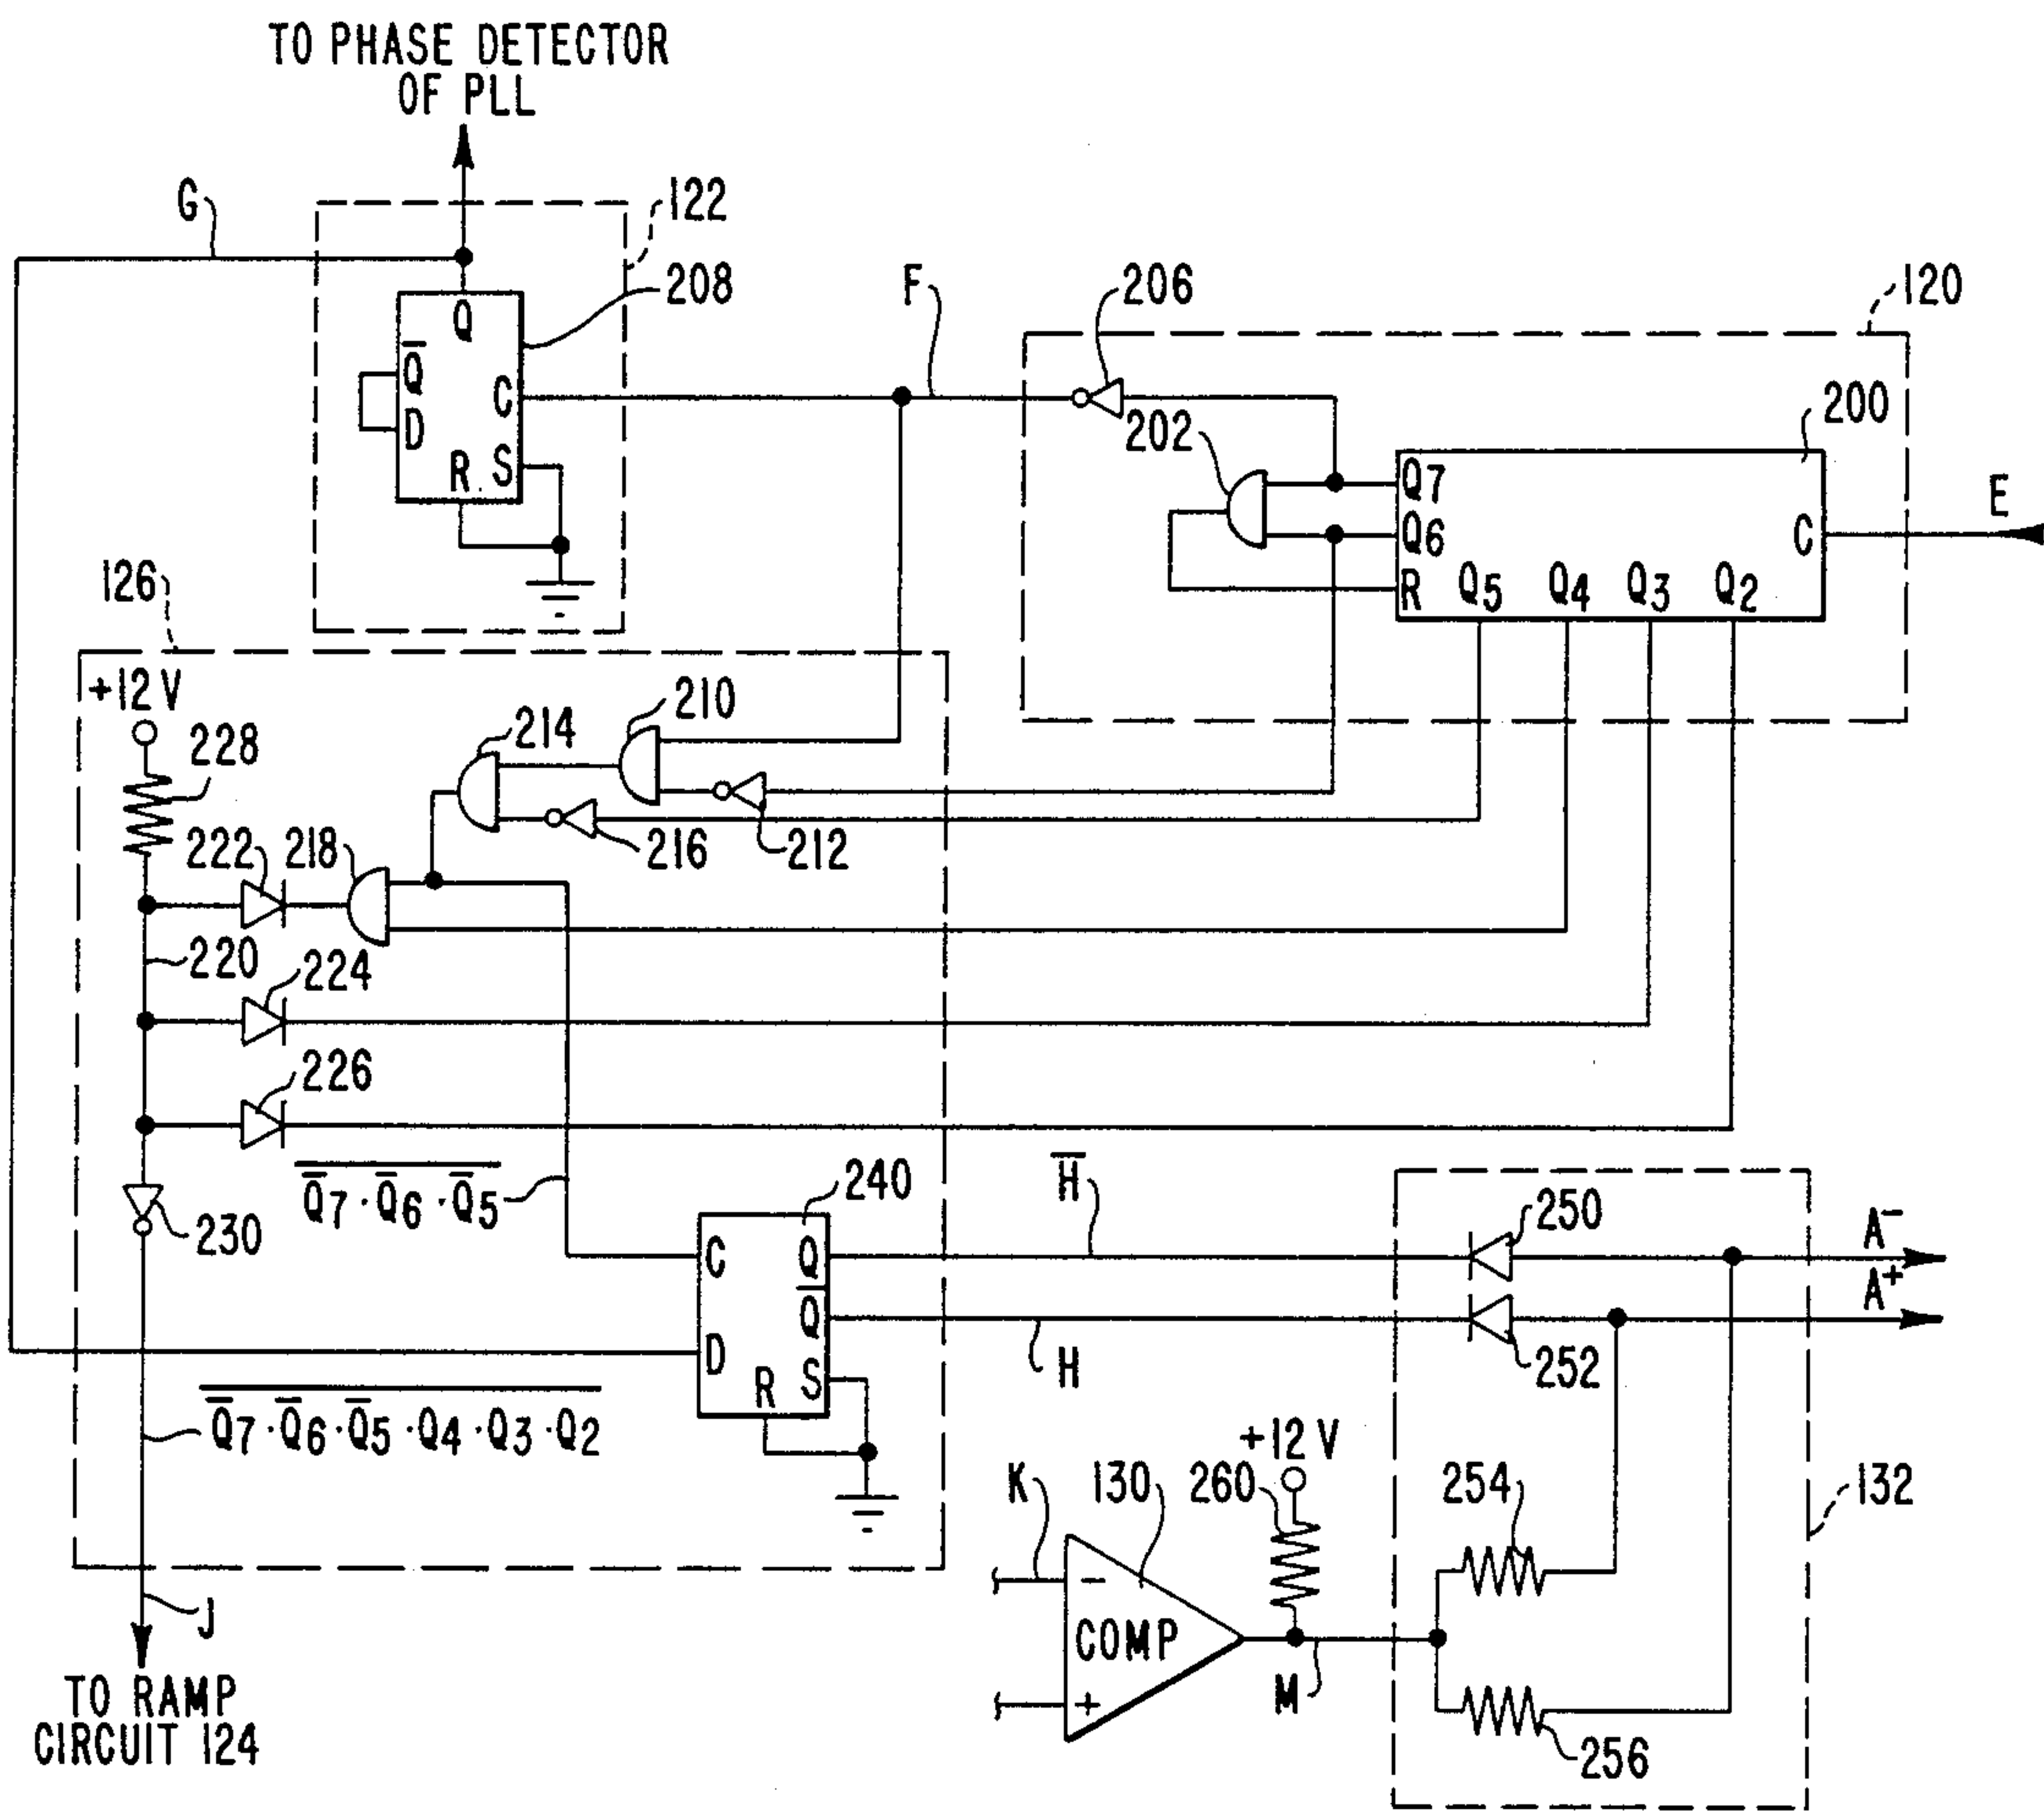 TO PHASE DETECTOR
OF PLL
G
122
208
Q
Q̅
D
C
S
R
F
206
120
202
200
Q7
Q6
R
Q5
Q4
Q3
Q2
C
E
126
+12 V
228
214
210
222
218
216
212
220
224
226
Q̅7·Q̅6·Q̅5
230
240
C
Q
Q̅
D
R
S
H̅
H
250
252
A⁻
A⁺
Q̅7·Q̅6·Q̅5·Q4·Q3·Q2
J
TO RAMP
CIRCUIT 124
K
130
260
+12 V
254
132
−
COMP
+
M
256